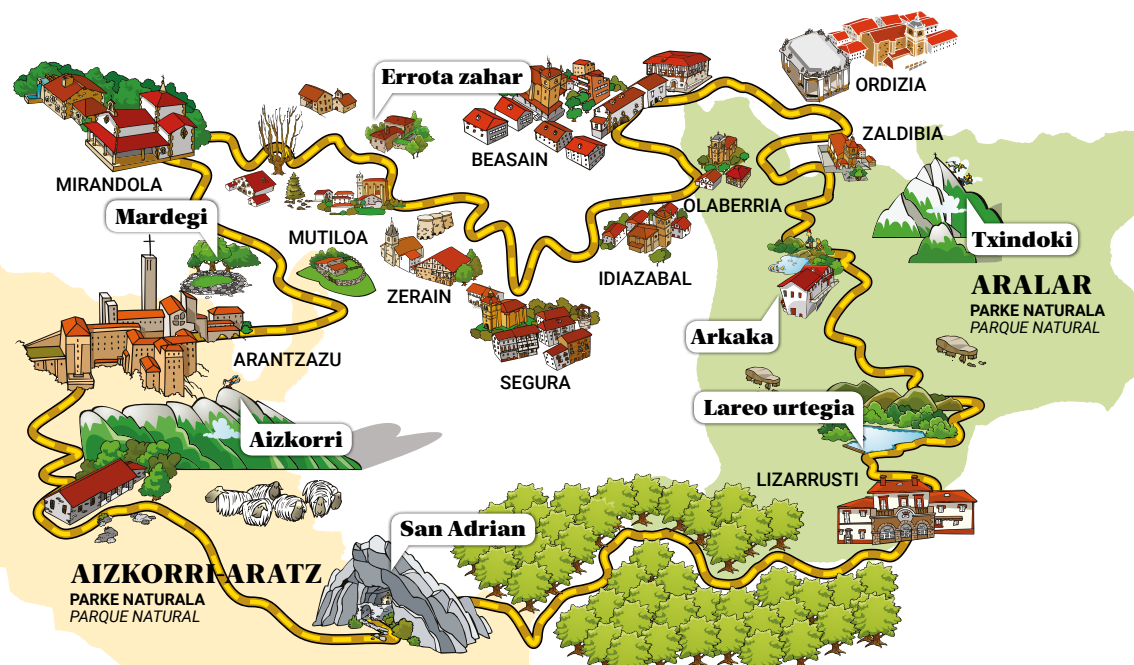 ORDIZIA
Errota zahar
BEASAIN
ZALDIBIA
MIRANDOLA
OLABERRIA
Mardegi
MUTILOA
Txindoki
IDIAZABAL
ZERAIN
ARALAR
PARKE NATURALA
PARQUE NATURAL
Arkaka
ARANTZAZU
SEGURA
Lareo urtegia
Aizkorri
LIZARRUSTI
San Adrian
AIZKORRI-ARATZ
PARKE NATURALA
PARQUE NATURAL